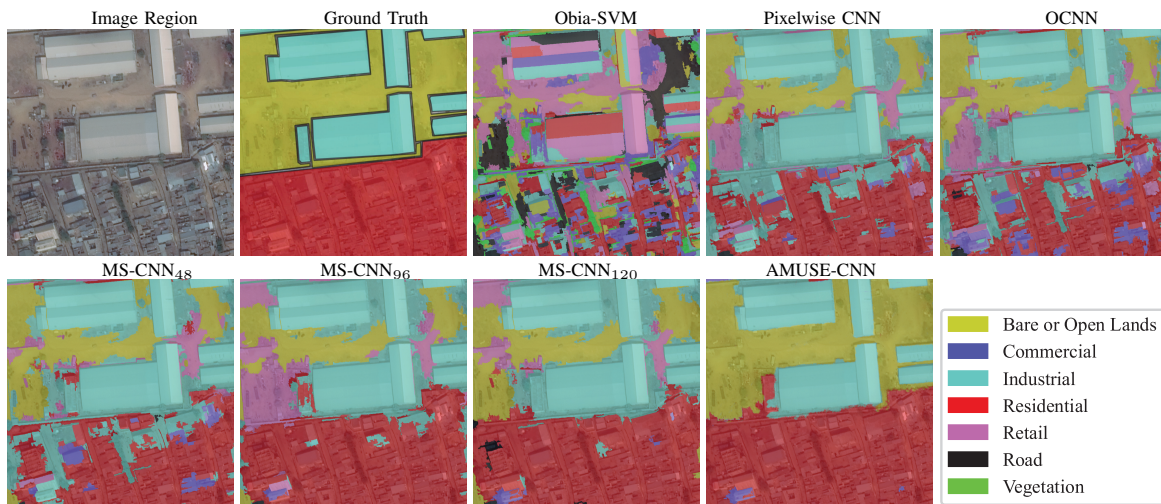 Image Region
Ground Truth
Obia-SVM
Pixelwise CNN
OCNN
MS-CNN₄₈
MS-CNN₉₆
MS-CNN₁₂₀
AMUSE-CNN
Bare or Open Lands
Commercial
Industrial
Residential
Retail
Road
Vegetation